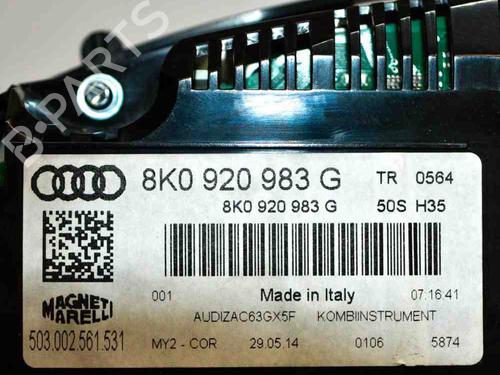 8K0 920 983 G TR 0564
8K0 920 983 G 50S H35
001 Made in Italy 07.16:41
MAGNETI
MARELLI
AUDIZAC63GX5F KOMBIINSTRUMENT
503.002.561.531 MY2 - COR 29.05.14 0106 5874
B-PARTS